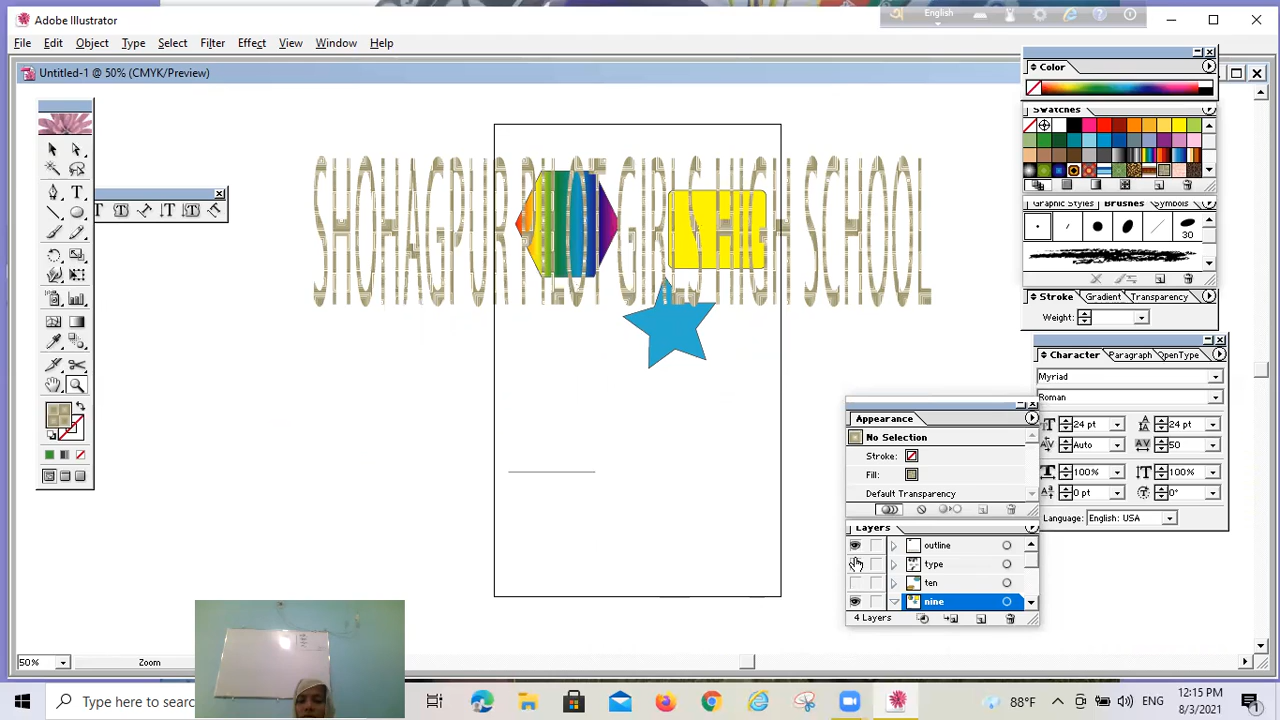 Adobe Illustrator
English
File Edit Object Type Select Filter Effect View Window Help
Untitled-1 @ 50% (CMYK/Preview)
Color
Swatches
SHOHAGPUR PILOT GIRLS HIGH SCHOOL
Graphic Styles Brushes Symbols
30
Stroke Gradient Transparency
Weight:
Character Paragraph OpenType
Myriad
Roman
24 pt 24 pt
Auto 50
100% 100%
0 pt 0°
Language: English: USA
Appearance
No Selection
Stroke:
Fill:
Default Transparency
Layers
outline
type
ten
nine
4 Layers
50% Zoom
Type here to search
88°F ENG
12:15 PM
8/3/2021
1